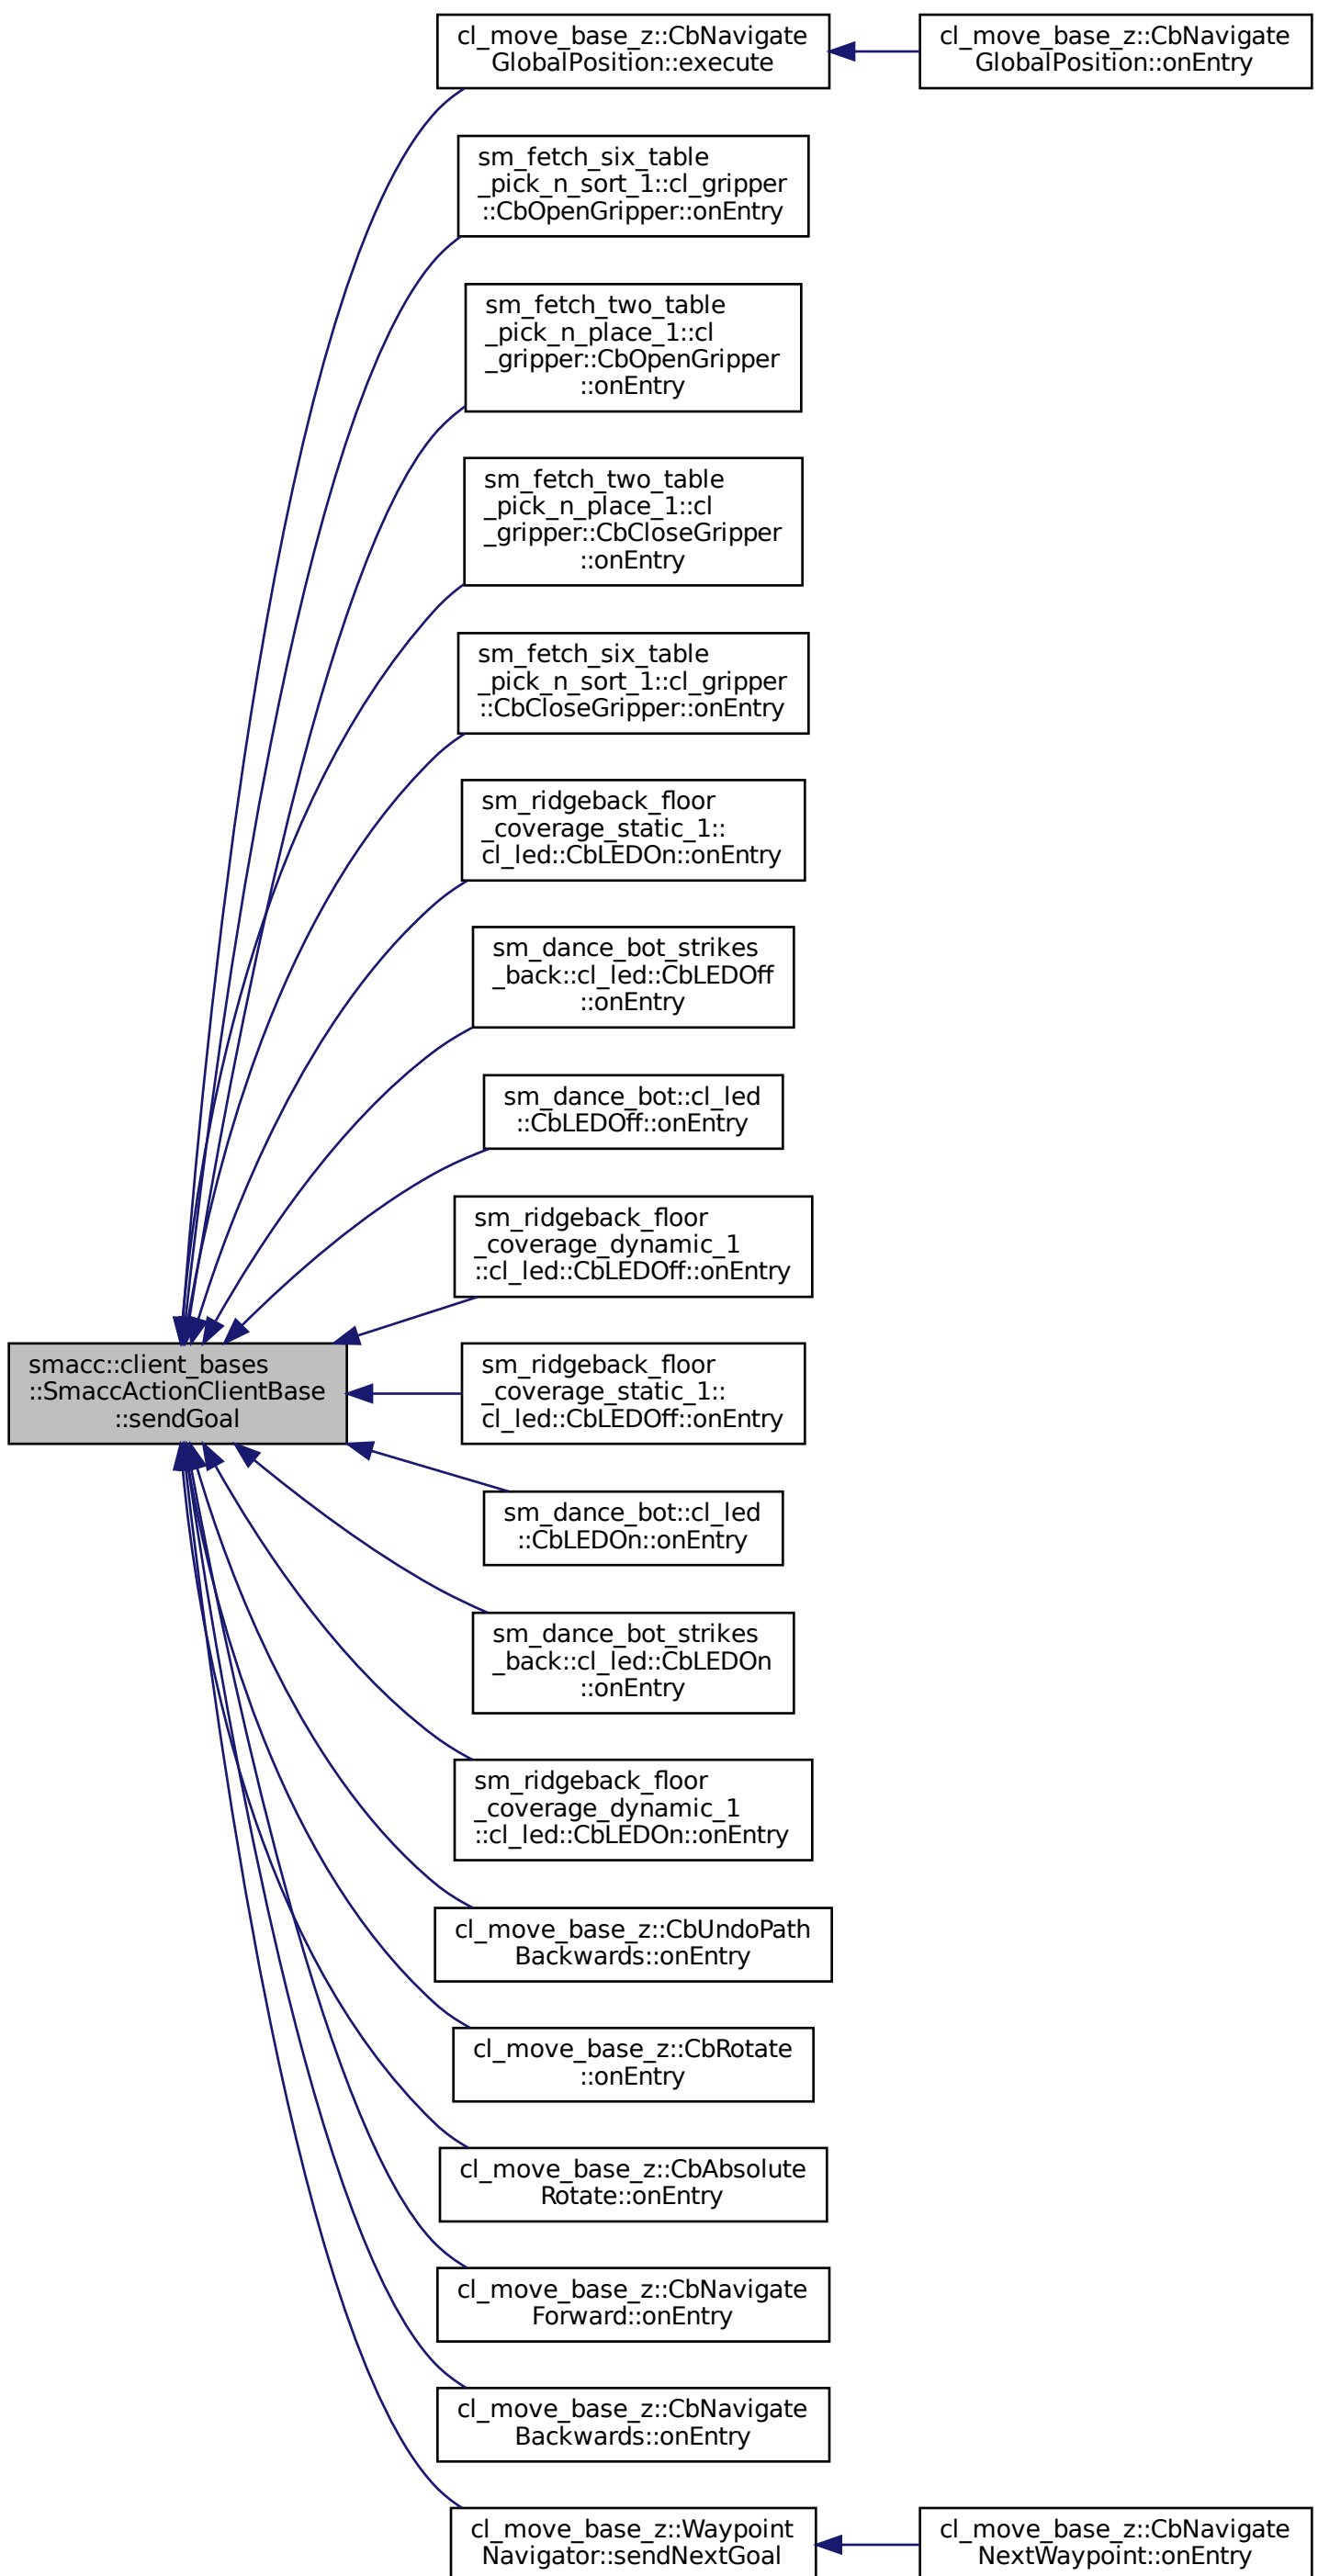 cl_move_base_z::CbNavigate
GlobalPosition::execute
cl_move_base_z::CbNavigate
GlobalPosition::onEntry
sm_fetch_six_table
_pick_n_sort_1::cl_gripper
::CbOpenGripper::onEntry
sm_fetch_two_table
_pick_n_place_1::cl
_gripper::CbOpenGripper
::onEntry
sm_fetch_two_table
_pick_n_place_1::cl
_gripper::CbCloseGripper
::onEntry
sm_fetch_six_table
_pick_n_sort_1::cl_gripper
::CbCloseGripper::onEntry
sm_ridgeback_floor
_coverage_static_1::
cl_led::CbLEDOn::onEntry
sm_dance_bot_strikes
_back::cl_led::CbLEDOff
::onEntry
sm_dance_bot::cl_led
::CbLEDOff::onEntry
sm_ridgeback_floor
_coverage_dynamic_1
::cl_led::CbLEDOff::onEntry
smacc::client_bases
::SmaccActionClientBase
::sendGoal
sm_ridgeback_floor
_coverage_static_1::
cl_led::CbLEDOff::onEntry
sm_dance_bot::cl_led
::CbLEDOn::onEntry
sm_dance_bot_strikes
_back::cl_led::CbLEDOn
::onEntry
sm_ridgeback_floor
_coverage_dynamic_1
::cl_led::CbLEDOn::onEntry
cl_move_base_z::CbUndoPath
Backwards::onEntry
cl_move_base_z::CbRotate
::onEntry
cl_move_base_z::CbAbsolute
Rotate::onEntry
cl_move_base_z::CbNavigate
Forward::onEntry
cl_move_base_z::CbNavigate
Backwards::onEntry
cl_move_base_z::Waypoint
Navigator::sendNextGoal
cl_move_base_z::CbNavigate
NextWaypoint::onEntry